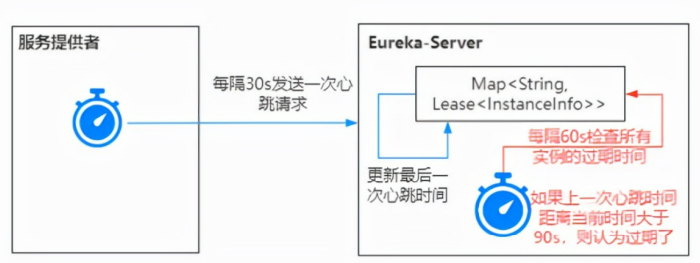 服务提供者
每隔30s发送一次心
跳请求
Eureka-Server
Map<String,
Lease<InstanceInfo>>
更新最后一
次心跳时间
每隔60s检查所有
实例的过期时间
如果上一次心跳时间
距离当前时间大于
90s，则认为过期了